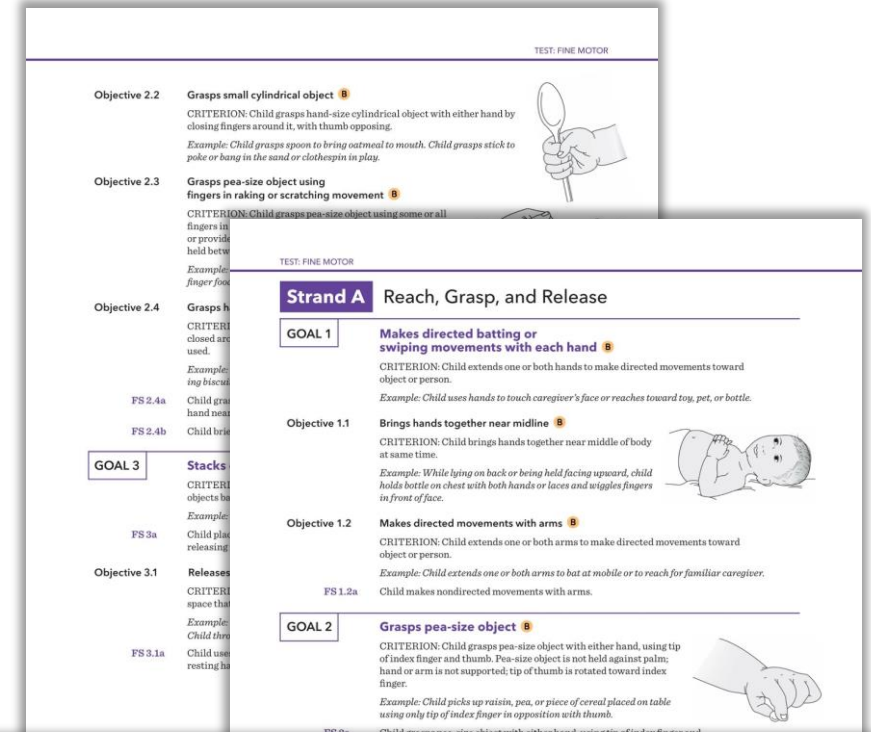 TEST: FINE MOTOR
Objective 2.2 Grasps small cylindrical object B
CRITERION: Child grasps hand-size cylindrical object with either hand by
closing fingers around it, with thumb opposing.
Example: Child grasps spoon to bring oatmeal to mouth. Child grasps stick to
poke or bang in the sand or clothespin in play.
Objective 2.3 Grasps pea-size object using
fingers in raking or scratching movement B
CRITERION: Child grasps pea-size object using some or all
fingers in
or provide
held betw
Example:
finger foo
Objective 2.4 Grasps h
CRITERI
closed aro
used.
Example:
ing biscui
FS 2.4a Child gra
hand near
FS 2.4b Child brie
GOAL 3 Stacks
CRITERI
objects ba
Example:
FS 3a Child plac
releasing
Objective 3.1 Releases
CRITERI
space that
Example:
Child thro
FS 3.1a Child use
resting ha
TEST: FINE MOTOR
Strand A Reach, Grasp, and Release
GOAL 1 Makes directed batting or
swiping movements with each hand B
CRITERION: Child extends one or both hands to make directed movements toward
object or person.
Example: Child uses hands to touch caregiver's face or reaches toward toy, pet, or bottle.
Objective 1.1 Brings hands together near midline B
CRITERION: Child brings hands together near middle of body
at same time.
Example: While lying on back or being held facing upward, child
holds bottle on chest with both hands or laces and wiggles fingers
in front of face.
Objective 1.2 Makes directed movements with arms B
CRITERION: Child extends one or both arms to make directed movements toward
object or person.
Example: Child extends one or both arms to bat at mobile or to reach for familiar caregiver.
FS 1.2a Child makes nondirected movements with arms.
GOAL 2 Grasps pea-size object B
CRITERION: Child grasps pea-size object with either hand, using tip
of index finger and thumb. Pea-size object is not held against palm;
hand or arm is not supported; tip of thumb is rotated toward index
finger.
Example: Child picks up raisin, pea, or piece of cereal placed on table
using only tip of index finger in opposition with thumb.
Child grasps pea-size object with either hand, using tip of index finger and